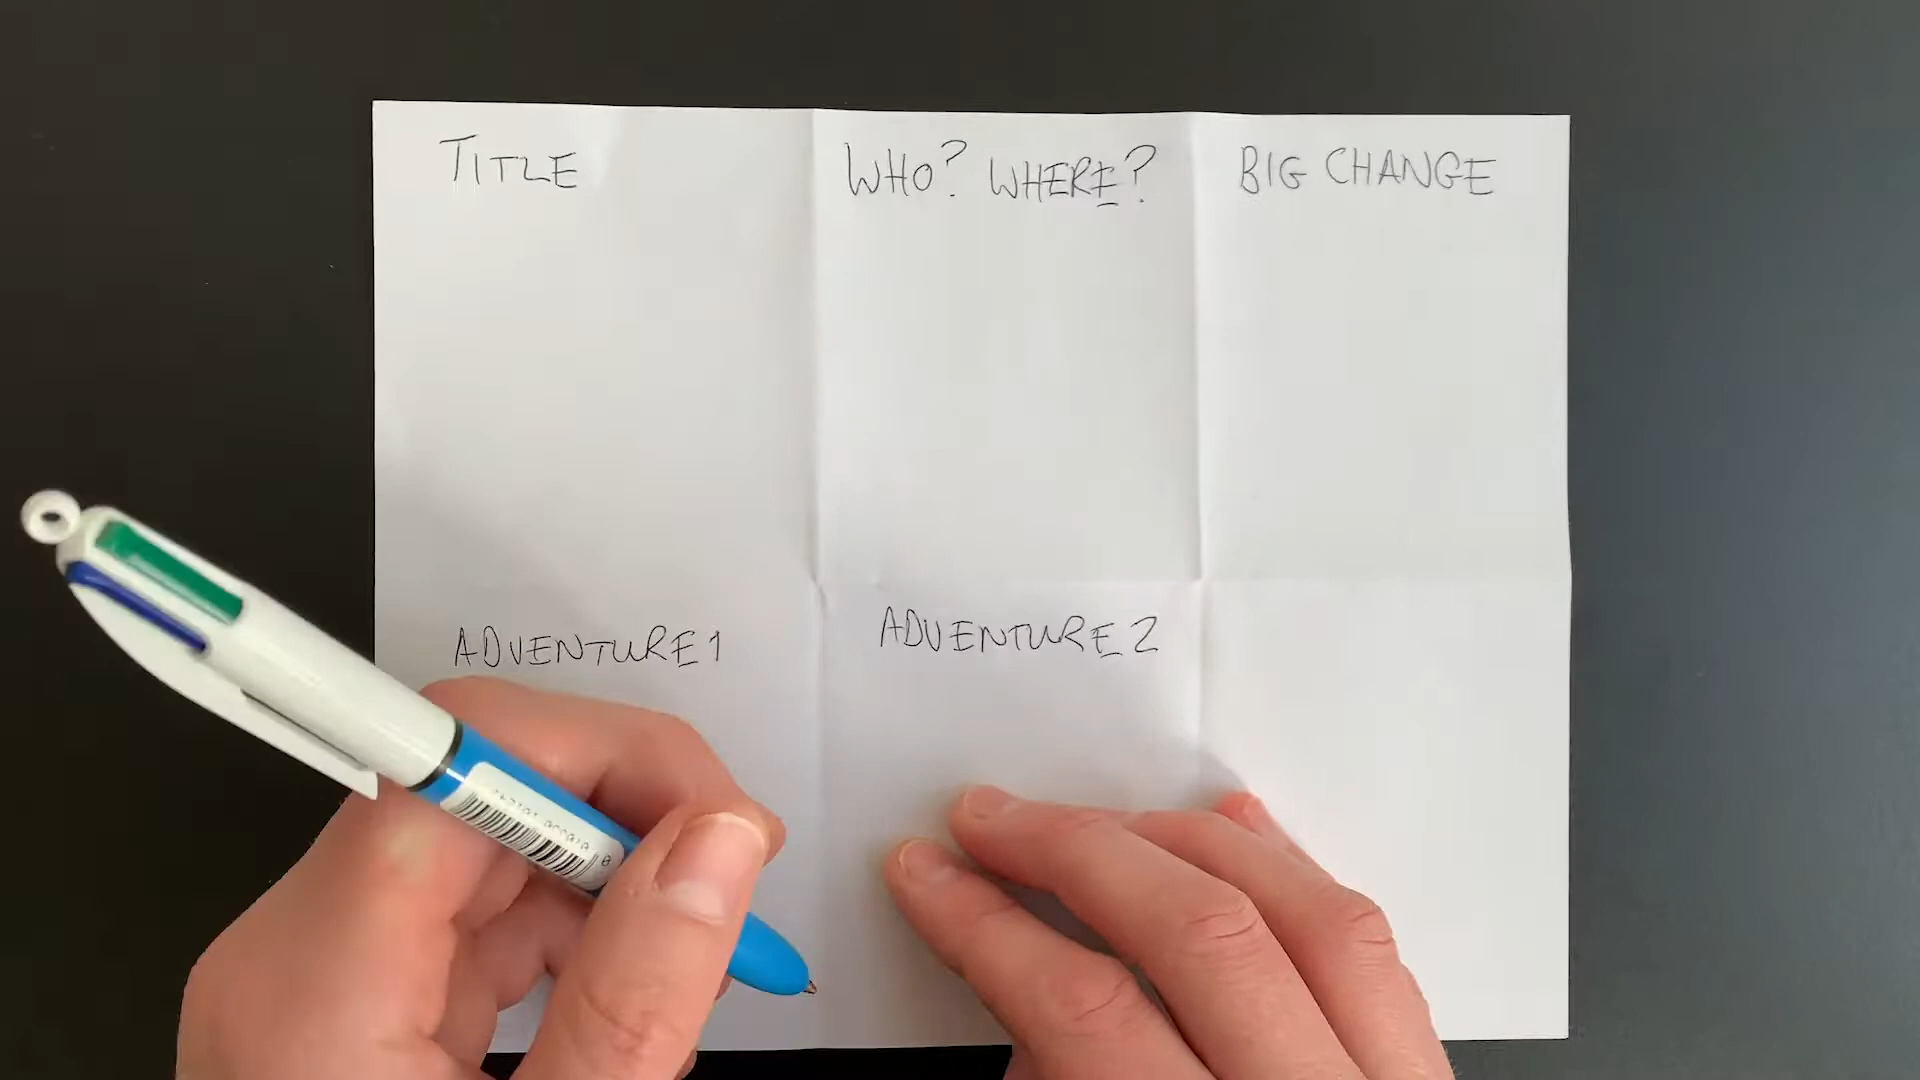 TITLE
WHO? WHERE?
BIG CHANGE
ADVENTURE 1
ADVENTURE 2